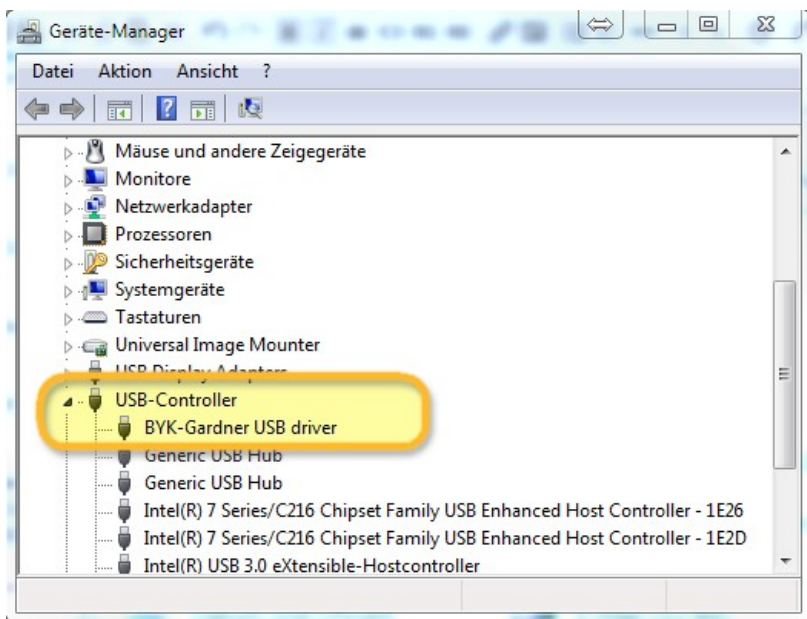 Geräte-Manager
Datei Aktion Ansicht ?
Mäuse und andere Zeigegeräte
Monitore
Netzwerkadapter
Prozessoren
Sicherheitsgeräte
Systemgeräte
Tastaturen
Universal Image Mounter
USB Display Adapters
USB-Controller
BYK-Gardner USB driver
Generic USB Hub
Generic USB Hub
Intel(R) 7 Series/C216 Chipset Family USB Enhanced Host Controller - 1E26
Intel(R) 7 Series/C216 Chipset Family USB Enhanced Host Controller - 1E2D
Intel(R) USB 3.0 eXtensible-Hostcontroller